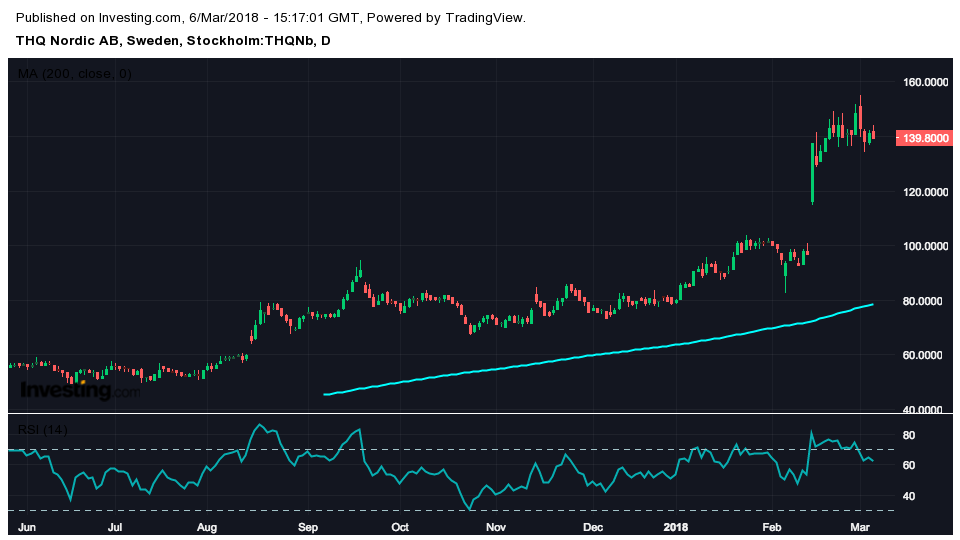 Published on Investing.com, 6/Mar/2018 - 15:17:01 GMT, Powered by TradingView.
THQ Nordic AB, Sweden, Stockholm:THQNb, D
MA (200, close, 0)
160.0000
139.8000
120.0000
100.0000
80.0000
60.0000
Investing.com
40.0000
RSI (14)
80
60
40
Jun Jul Aug Sep Oct Nov Dec 2018 Feb Mar